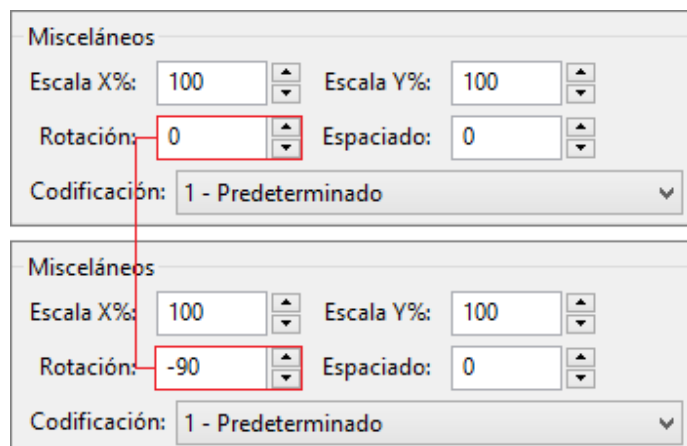 Misceláneos
Escala X%: 100 Escala Y%: 100
Rotación: 0 Espaciado: 0
Codificación: 1 - Predeterminado
Misceláneos
Escala X%: 100 Escala Y%: 100
Rotación: -90 Espaciado: 0
Codificación: 1 - Predeterminado